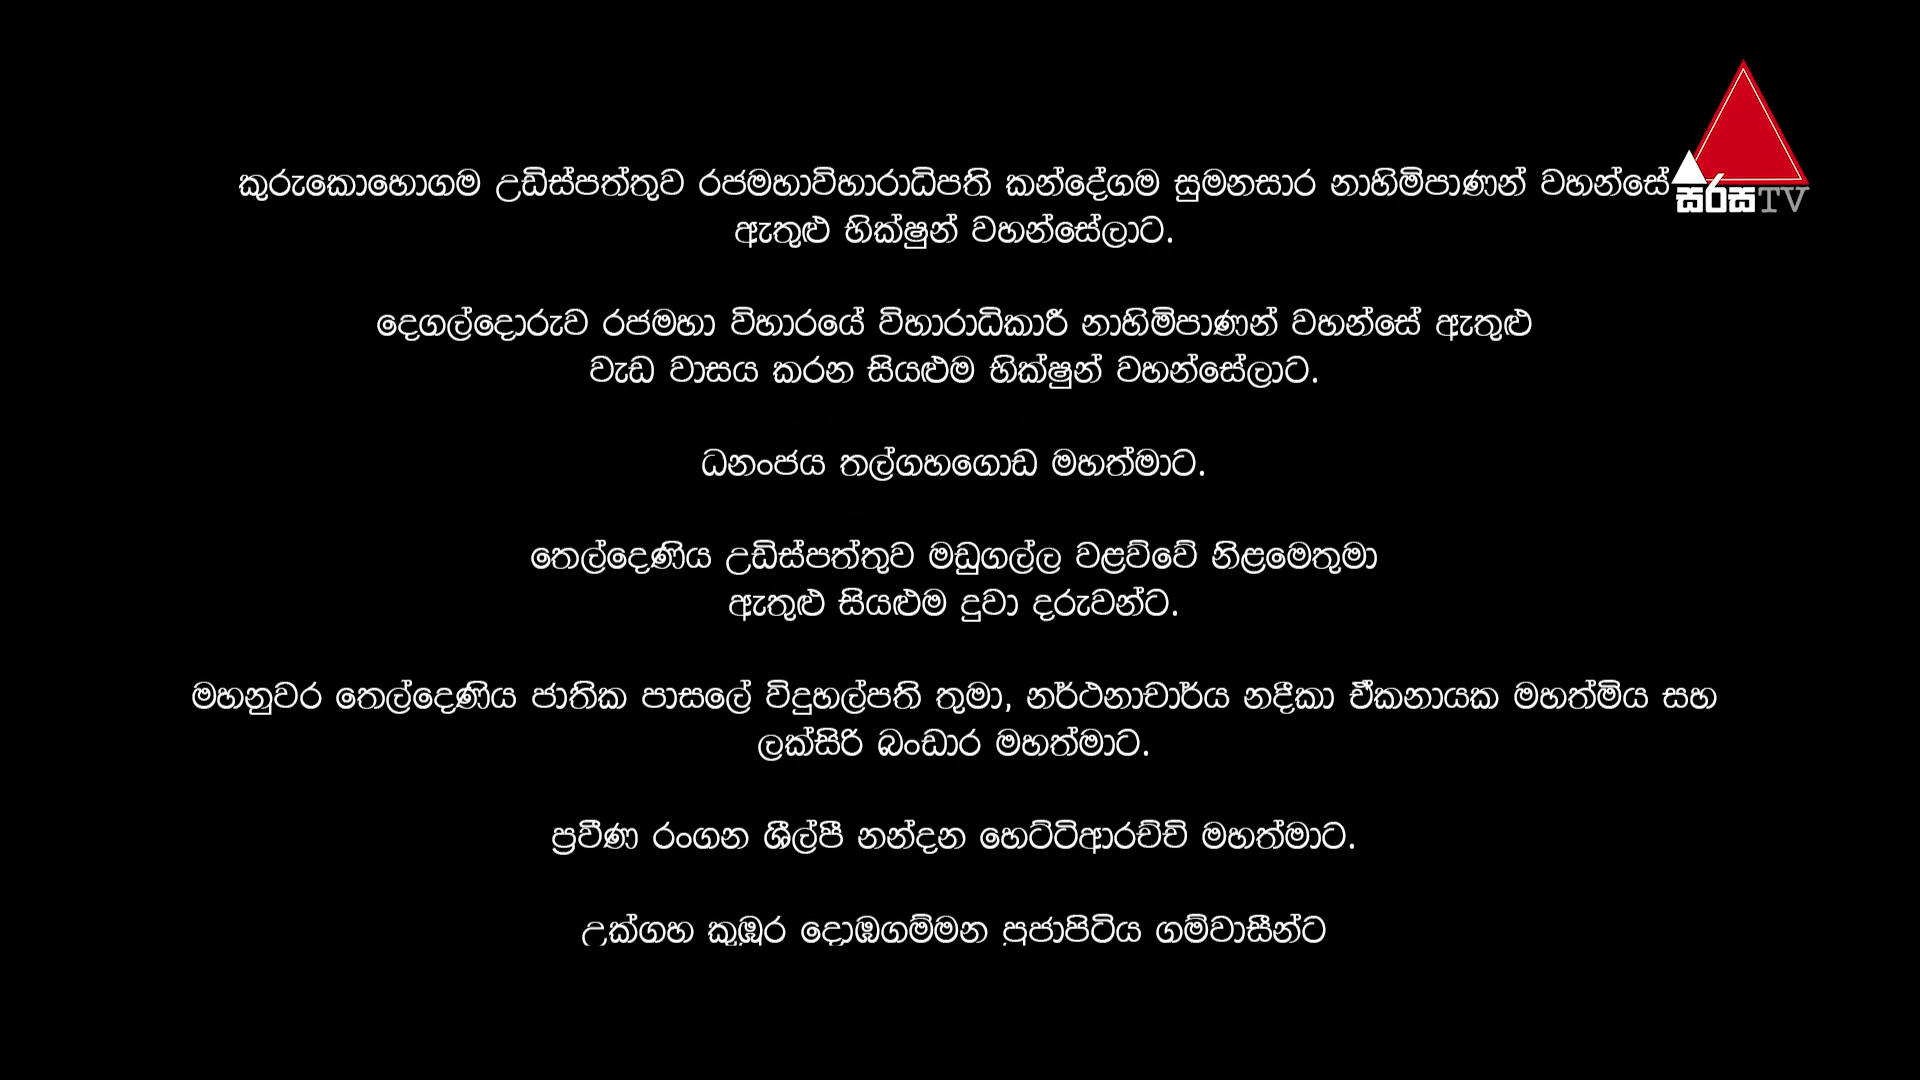 කුරුකොහොගම උඩිස්පත්තුව රජමහාවිහාරාධිපති කන්දේගම සුමනසාර නාහිමිපාණන් වහන්සේ
ඇතුළු භික්ෂුන් වහන්සේලාට.
දෙගල්දොරුව රජමහා විහාරයේ විහාරාධිකාරී නාහිමිපාණන් වහන්සේ ඇතුළු
වැඩ වාසය කරන සියළුම භික්ෂුන් වහන්සේලාට.
ධනංජය තල්ගහගොඩ මහත්මාට.
තෙල්දෙණිය උඩිස්පත්තුව මඩුගල්ල වළව්වේ නිළමෙතුමා
ඇතුළු සියළුම දුවා දරුවන්ට.
මහනුවර තෙල්දෙණිය ජාතික පාසලේ විදුහල්පති තුමා, නර්ථනාචාර්ය නදීකා ඒකනායක මහත්මිය සහ
ලක්සිරි බංඩාර මහත්මාට.
ප්‍රවීණ රංගන ශිල්පී නන්දන හෙට්ටිආරච්චි මහත්මාට.
උක්ගහ කුඹුර දොඹගම්මන පූජාපිටිය ගම්වාසීන්ට
සිරස TV